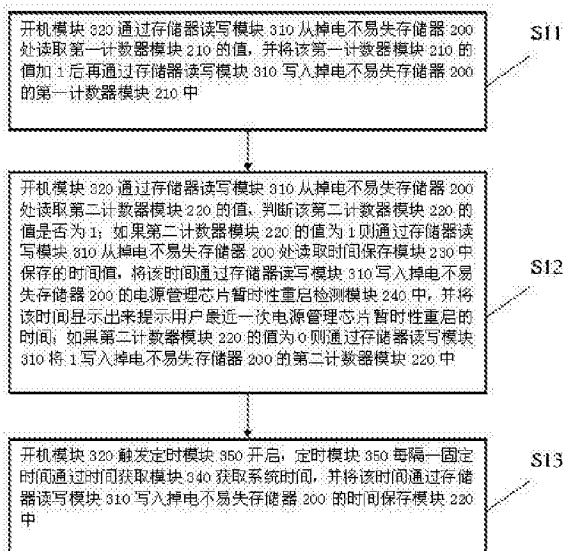 开机模块 320 通过存储器读写模块 310 从掉电不易失存储器 200
处读取第一计数器模块 210 的值，并将该第一计数器模块 210 的
值加 1 后再通过存储器读写模块 310 写入掉电不易失存储器 200
的第一计数器模块 210 中
S11
开机模块 320 通过存储器读写模块 310 从掉电不易失存储器 200
处读取第二计数器模块 220 的值，判断该第二计数器模块 220 的
值是否为 1；如果第二计数器模块 220 的值为 1 则通过存储器读
写模块 310 从掉电不易失存储器 200 处读取时间保存模块 230 中
保存的时间值，将该时间通过存储器读写模块 310 写入掉电不易
失存储器 200 的电源管理芯片暂时性重启检测模块 240 中，并将
该时间显示出来提示用户最近一次电源管理芯片暂时性重启的
时间；如果第二计数器模块 220 的值为 0 则通过存储器读写模块
310 将 1 写入掉电不易失存储器 200 的第二计数器模块 220 中
S12
开机模块 320 触发定时模块 350 开启，定时模块 350 每隔一固定
时间通过时间获取模块 340 获取系统时间，并将该时间通过存储
器读写模块 310 写入掉电不易失存储器 200 的时间保存模块 220
中
S13